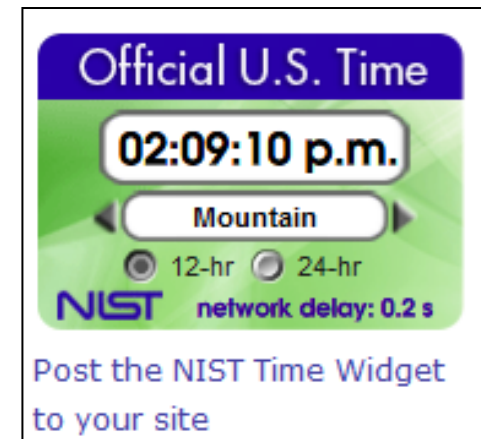 Official U.S. Time
02:09:10 p.m.
Mountain
12-hr 24-hr
NIST network delay: 0.2 s
Post the NIST Time Widget
to your site